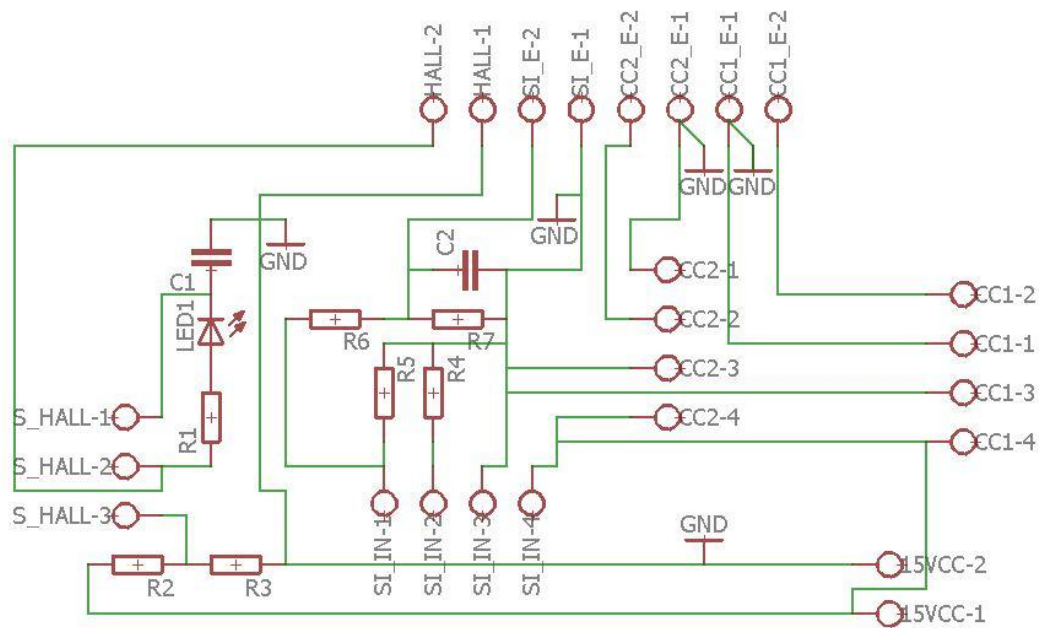 HALL-2
HALL-1
SI_E-2
SI_E-1
CC2_E-2
CC2_E-1
CC1_E-1
CC1_E-2
GND
GND
GND
GND
C2
C1
LED1
CC2-1
CC1-2
CC2-2
R6
R7
CC1-1
R5
R4
CC2-3
CC1-3
S_HALL-1
R1
CC2-4
CC1-4
S_HALL-2
S_HALL-3
SI_IN-1
SI_IN-2
SI_IN-3
SI_IN-4
GND
R2
R3
15VCC-2
15VCC-1